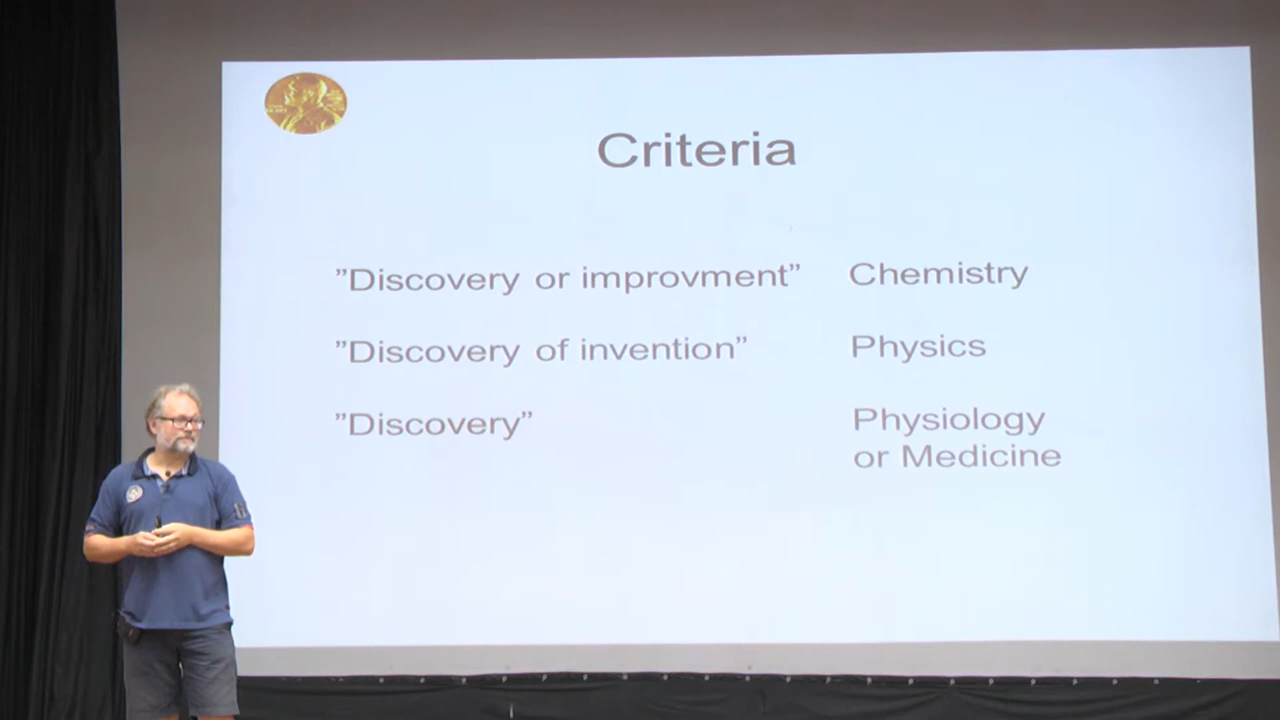 Criteria
”Discovery or improvment” Chemistry
”Discovery of invention” Physics
”Discovery” Physiology
or Medicine